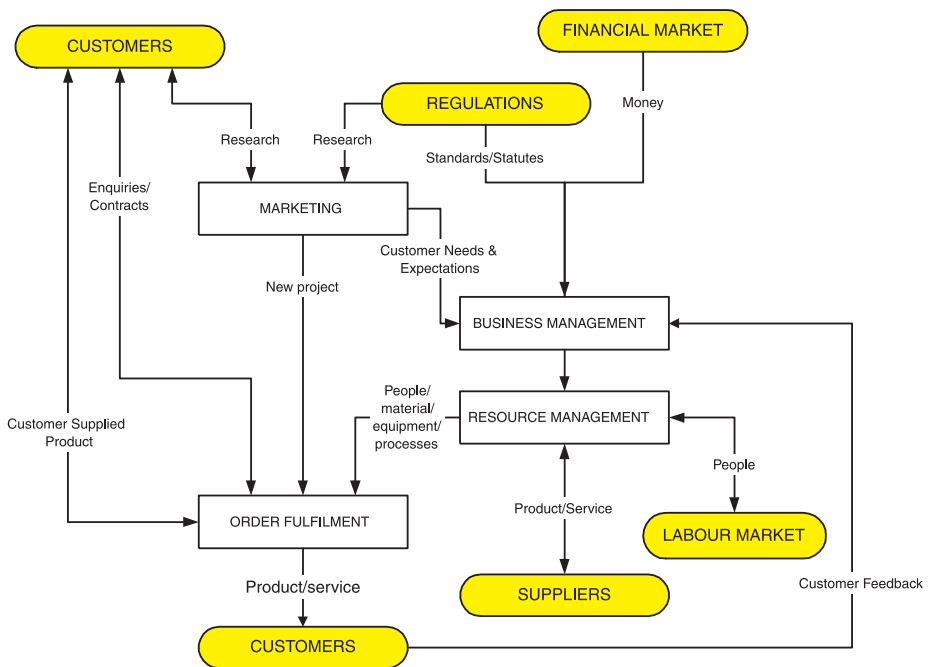 FINANCIAL MARKET
CUSTOMERS
REGULATIONS
Money
Research
Research
Standards/Statutes
Enquiries/
Contracts
MARKETING
Customer Needs &
Expectations
New project
BUSINESS MANAGEMENT
People/
material/
equipment/
processes
RESOURCE MANAGEMENT
Customer Supplied
Product
People
Product/Service
ORDER FULFILMENT
LABOUR MARKET
Product/service
Customer Feedback
SUPPLIERS
CUSTOMERS